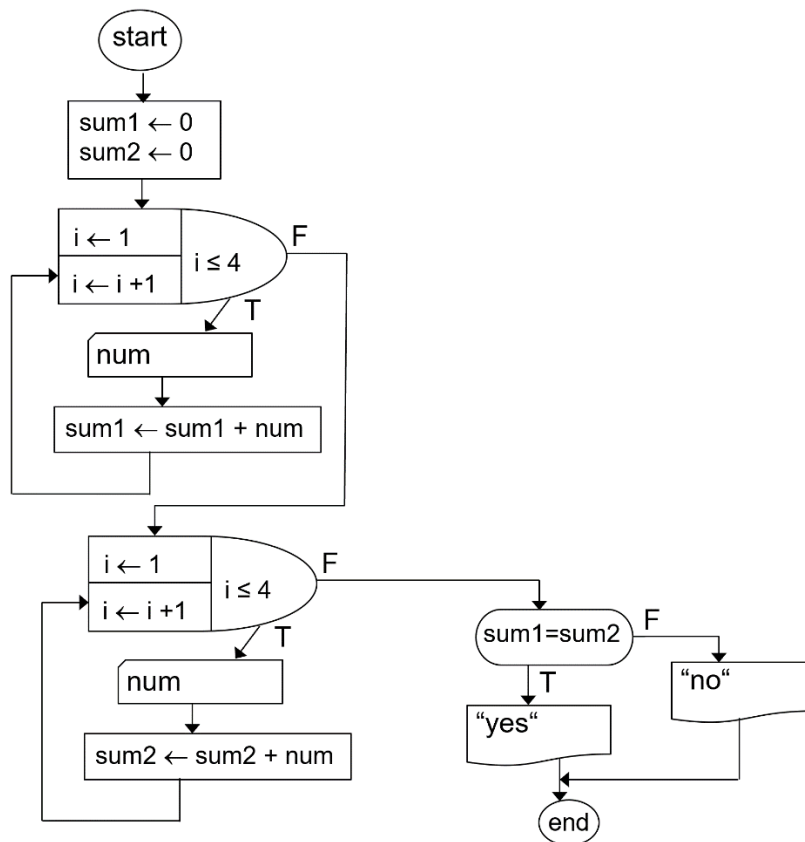 start
sum1 ← 0
sum2 ← 0
i ← 1
i ← i +1
i ≤ 4
F
T
num
sum1 ← sum1 + num
i ← 1
i ← i +1
i ≤ 4
F
T
num
sum2 ← sum2 + num
sum1=sum2
F
T
“no“
“yes“
end